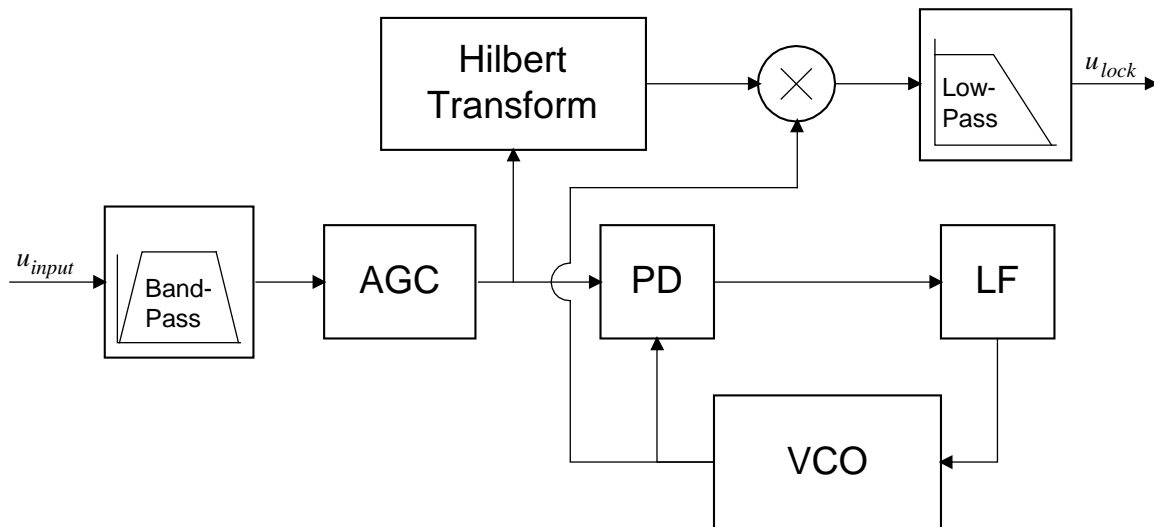 Hilbert
Transform
Low-
Pass
u_lock
u_input
Band-
Pass
AGC
PD
LF
VCO